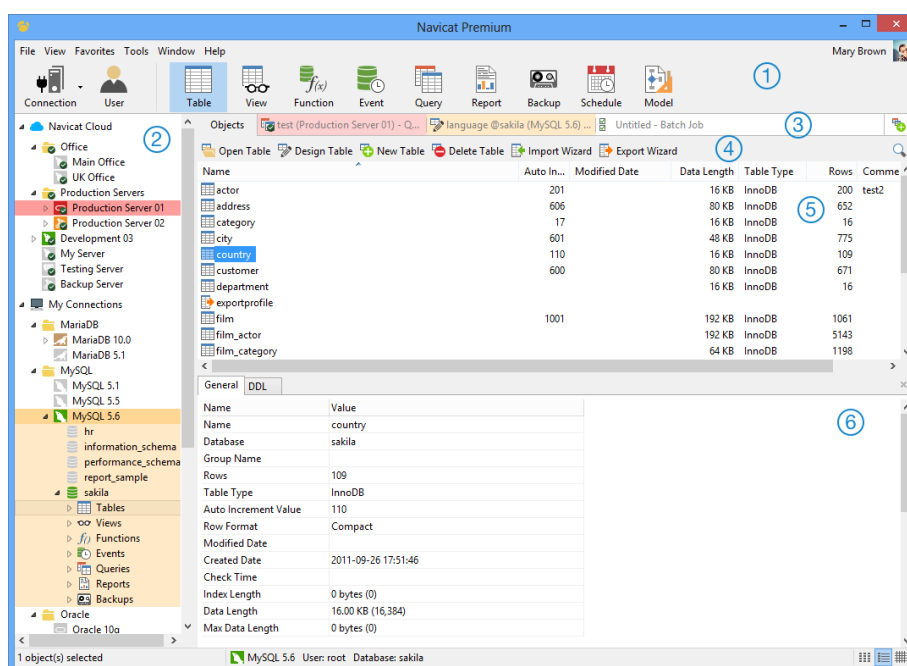 Navicat Premium
File View Favorites Tools Window Help Mary Brown
Connection User Table View Function Event Query Report Backup Schedule Model
1
Navicat Cloud
Office
Main Office
UK Office
Production Servers
Production Server 01
Production Server 02
Development 03
My Server
Testing Server
Backup Server
My Connections
MariaDB
MariaDB 10.0
MariaDB 5.1
MySQL
MySQL 5.1
MySQL 5.5
MySQL 5.6
hr
information_schema
performance_schema
report_sample
sakila
Tables
Views
Functions
Events
Queries
Reports
Backups
Oracle
Oracle 10g
2
Objects test (Production Server 01) - Q... language @sakila (MySQL 5.6) ... Untitled - Batch Job
3
Open Table Design Table New Table Delete Table Import Wizard Export Wizard
4
Name Auto In... Modified Date Data Length Table Type Rows Comme
actor 201 16 KB InnoDB 200 test2
address 606 80 KB InnoDB 652
category 17 16 KB InnoDB 16
city 601 48 KB InnoDB 775
country 110 16 KB InnoDB 109
customer 600 80 KB InnoDB 671
department 16 KB InnoDB 16
exportprofile
film 1001 192 KB InnoDB 1061
film_actor 192 KB InnoDB 5143
film_category 64 KB InnoDB 1198
5
General DDL
Name Value
Name country
Database sakila
Group Name
Rows 109
Table Type InnoDB
Auto Increment Value 110
Row Format Compact
Modified Date
Created Date 2011-09-26 17:51:46
Check Time
Index Length 0 bytes (0)
Data Length 16.00 KB (16,384)
Max Data Length 0 bytes (0)
6
1 object(s) selected MySQL 5.6 User: root Database: sakila